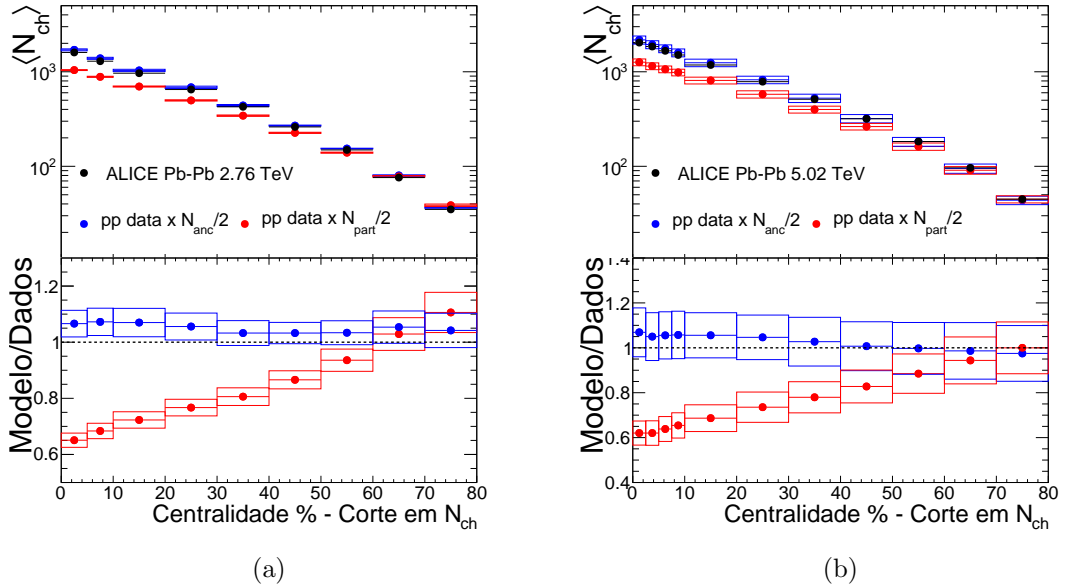 ⟨N_ch⟩
10³
10²
ALICE Pb-Pb 2.76 TeV
pp data x N_anc/2
pp data x N_part/2
Modelo/Dados
1.2
1
0.8
0.6
0 10 20 30 40 50 60 70 80
Centralidade % - Corte em N_ch
(a)
⟨N_ch⟩
10³
10²
ALICE Pb-Pb 5.02 TeV
pp data x N_anc/2
pp data x N_part/2
Modelo/Dados
1.4
1.2
1
0.8
0.6
0.4
0 10 20 30 40 50 60 70 80
Centralidade % - Corte em N_ch
(b)